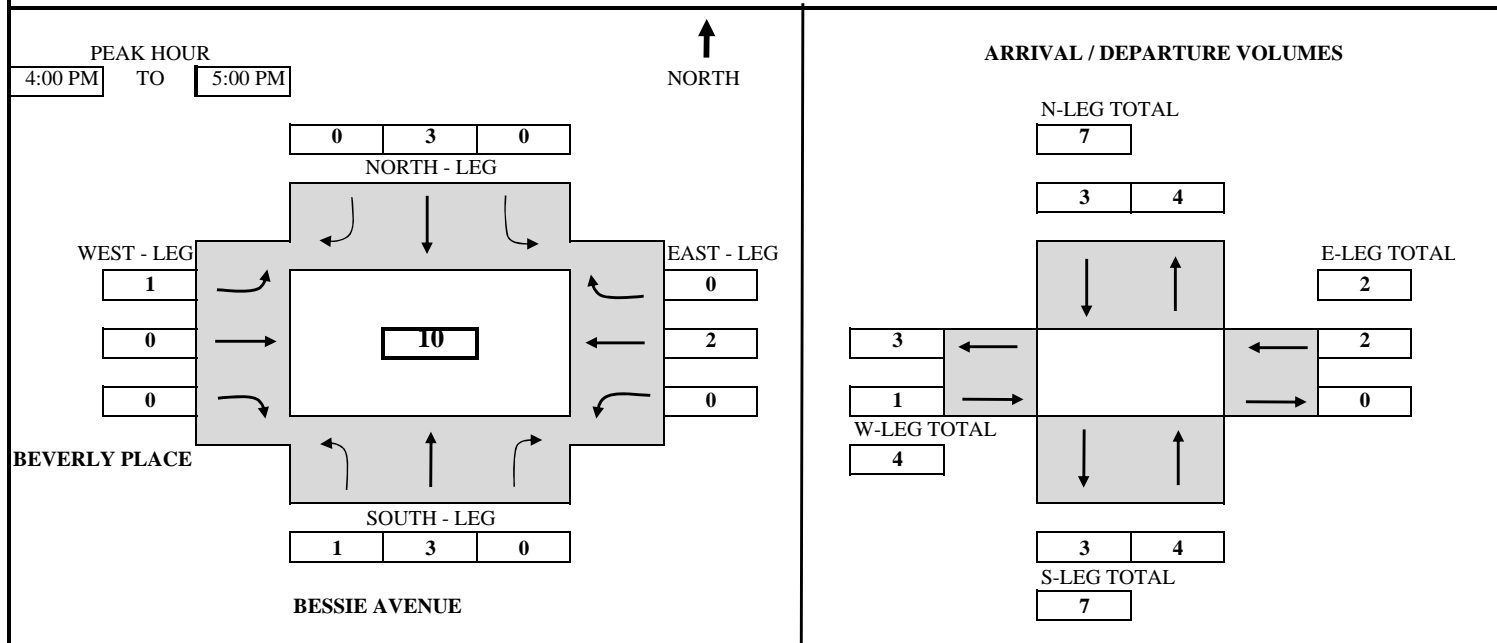 PEAK HOUR
4:00 PM TO 5:00 PM
NORTH
0 3 0
NORTH - LEG
WEST - LEG
EAST - LEG
1
0
0
10
2
0
0
BEVERLY PLACE
SOUTH - LEG
1 3 0
BESSIE AVENUE
ARRIVAL / DEPARTURE VOLUMES
N-LEG TOTAL
7
3 4
E-LEG TOTAL
2
3
2
1
0
W-LEG TOTAL
4
3 4
S-LEG TOTAL
7